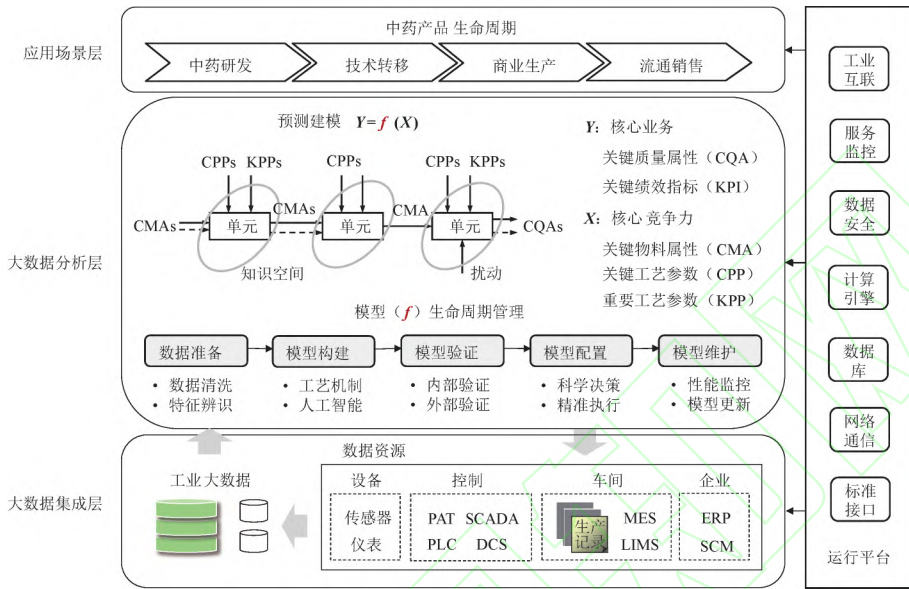 应用场景层
中药产品 生命周期
中药研发
技术转移
商业生产
流通销售
大数据分析层
预测建模 Y=f (X)
CPPs KPPs
CPPs
CPPs KPPs
CMAs
单元
CMAs
单元
CMA
单元
CQAs
知识空间
扰动
Y：核心业务
关键质量属性（CQA）
关键绩效指标（KPI）
X：核心竞争力
关键物料属性（CMA）
关键工艺参数（CPP）
重要工艺参数（KPP）
模型（f）生命周期管理
数据准备
模型构建
模型验证
模型配置
模型维护
• 数据清洗
• 特征辨识
• 工艺机制
• 人工智能
• 内部验证
• 外部验证
• 科学决策
• 精准执行
• 性能监控
• 模型更新
大数据集成层
工业大数据
数据资源
设备
传感器
仪表
控制
PAT SCADA
PLC DCS
车间
生产
记录
MES
LIMS
企业
ERP
SCM
工业
互联
服务
监控
数据
安全
计算
引擎
数据
库
网络
通信
标准
接口
运行平台